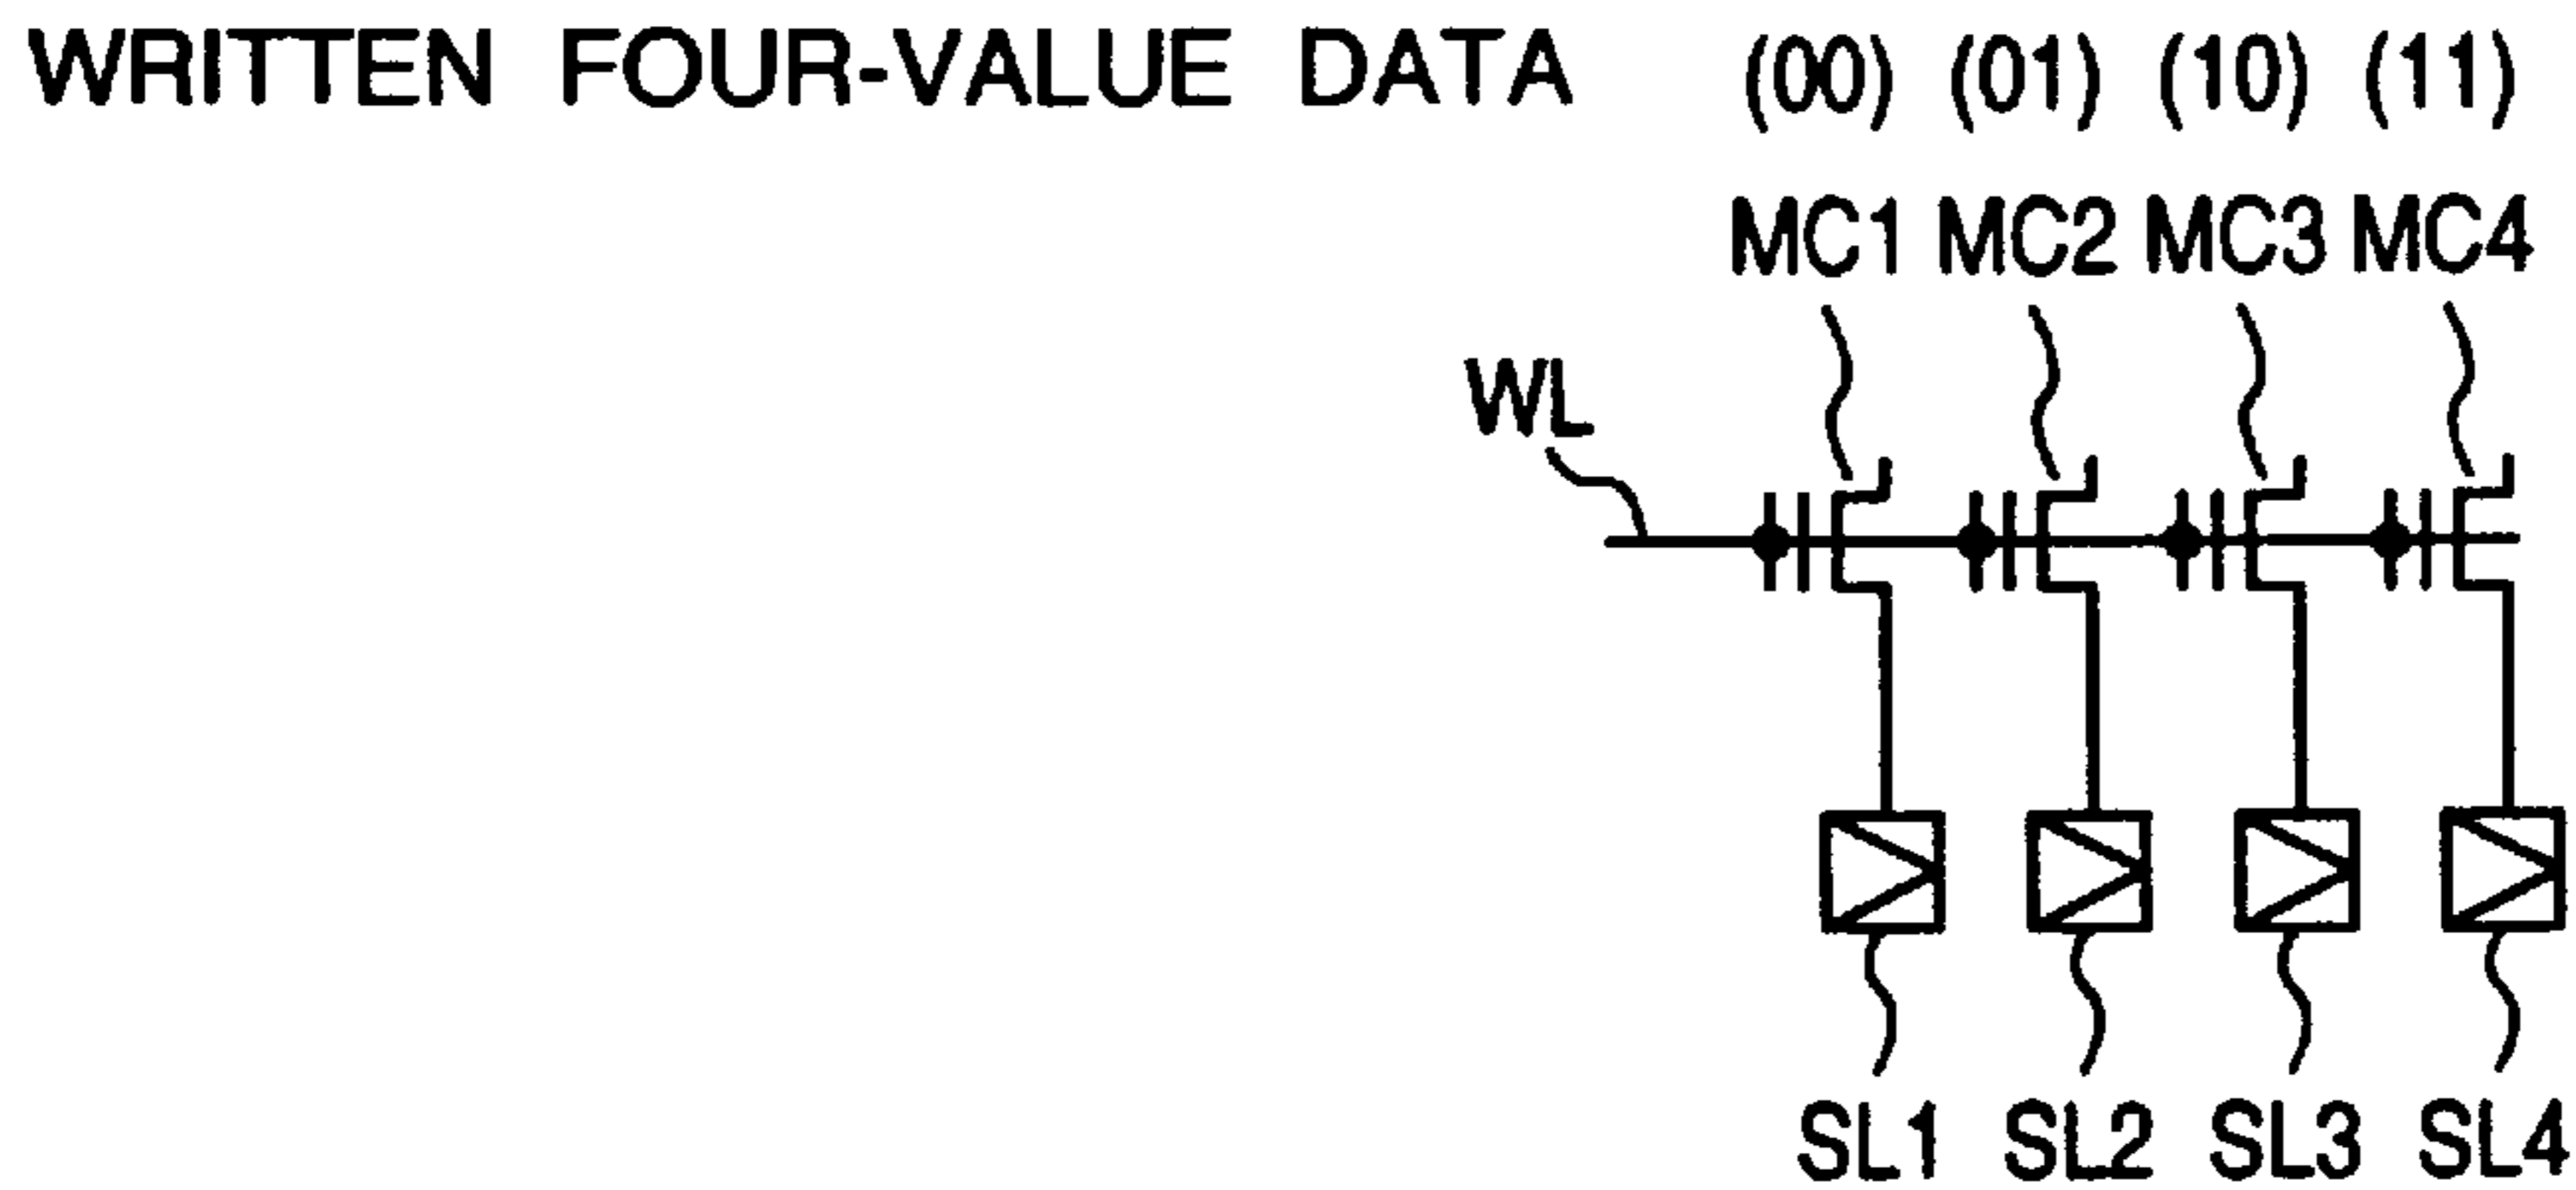 WRITTEN FOUR-VALUE DATA (00) (01) (10) (11)
MC1 MC2 MC3 MC4
WL
SL1 SL2 SL3 SL4